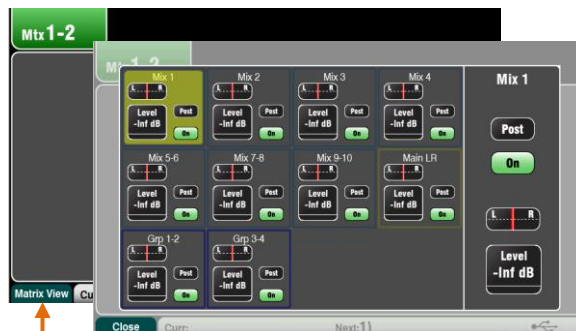 Mtx1-2
Mix 1
Mix 2
Mix 3
Mix 4
Mix 1
L R
L R
L R
L R
Level
-Inf dB
Post
On
Level
-Inf dB
Post
On
Level
-Inf dB
Post
On
Level
-Inf dB
Post
On
Post
On
Mix 5-6
Mix 7-8
Mix 9-10
Main LR
L R
L R
L R
L R
Level
-Inf dB
Post
On
Level
-Inf dB
Post
On
Level
-Inf dB
Post
On
Level
-Inf dB
Post
On
L R
Level
-Inf dB
Grp 1-2
Grp 3-4
L R
L R
Level
-Inf dB
Post
On
Level
-Inf dB
Post
On
Matrix View
Cu
Close
Curr:
Next:1)